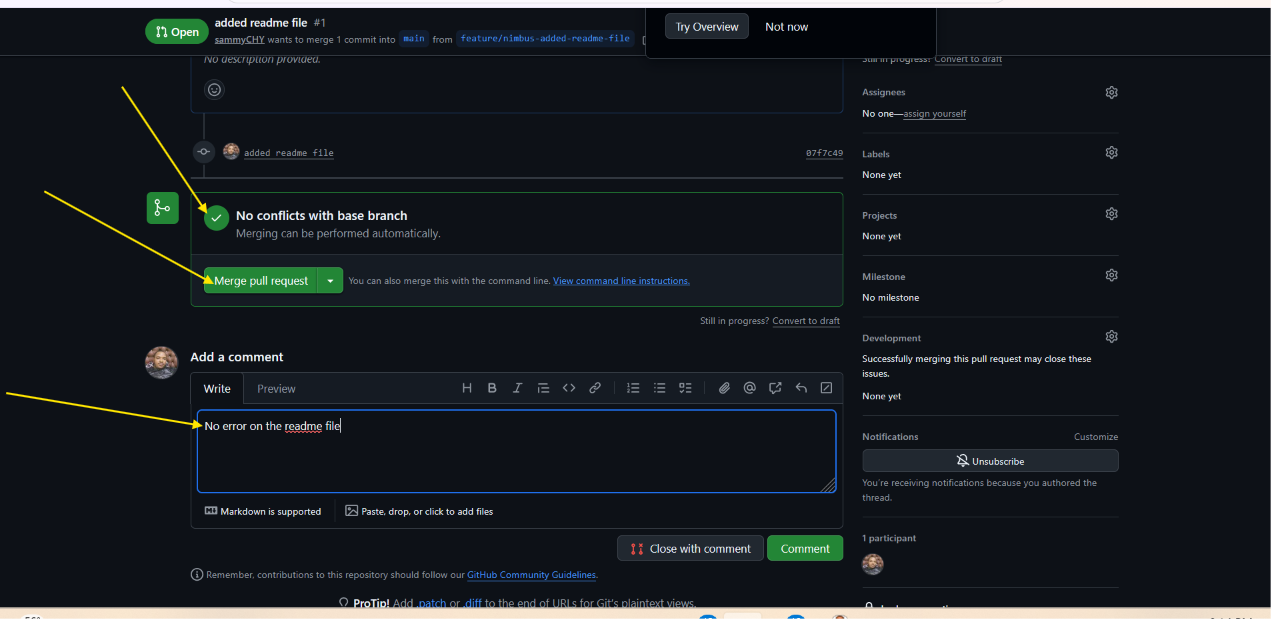 Open
added readme file #1
sammyCHY wants to merge 1 commit into main from feature/nimbus-added-readme-file
Try Overview
Not now
No description provided.
added readme file
07f7c49
No conflicts with base branch
Merging can be performed automatically.
Merge pull request
You can also merge this with the command line. View command line instructions.
Still in progress? Convert to draft
Add a comment
Write
Preview
No error on the readme file
Markdown is supported
Paste, drop, or click to add files
Close with comment
Comment
Remember, contributions to this repository should follow our GitHub Community Guidelines.
ProTip! Add .patch or .diff to the end of URLs for Git's plaintext views.
Still in progress? Convert to draft
Assignees
No one—assign yourself
Labels
None yet
Projects
None yet
Milestone
No milestone
Development
Successfully merging this pull request may close these
issues.
None yet
Notifications
Customize
Unsubscribe
You're receiving notifications because you authored the
thread.
1 participant